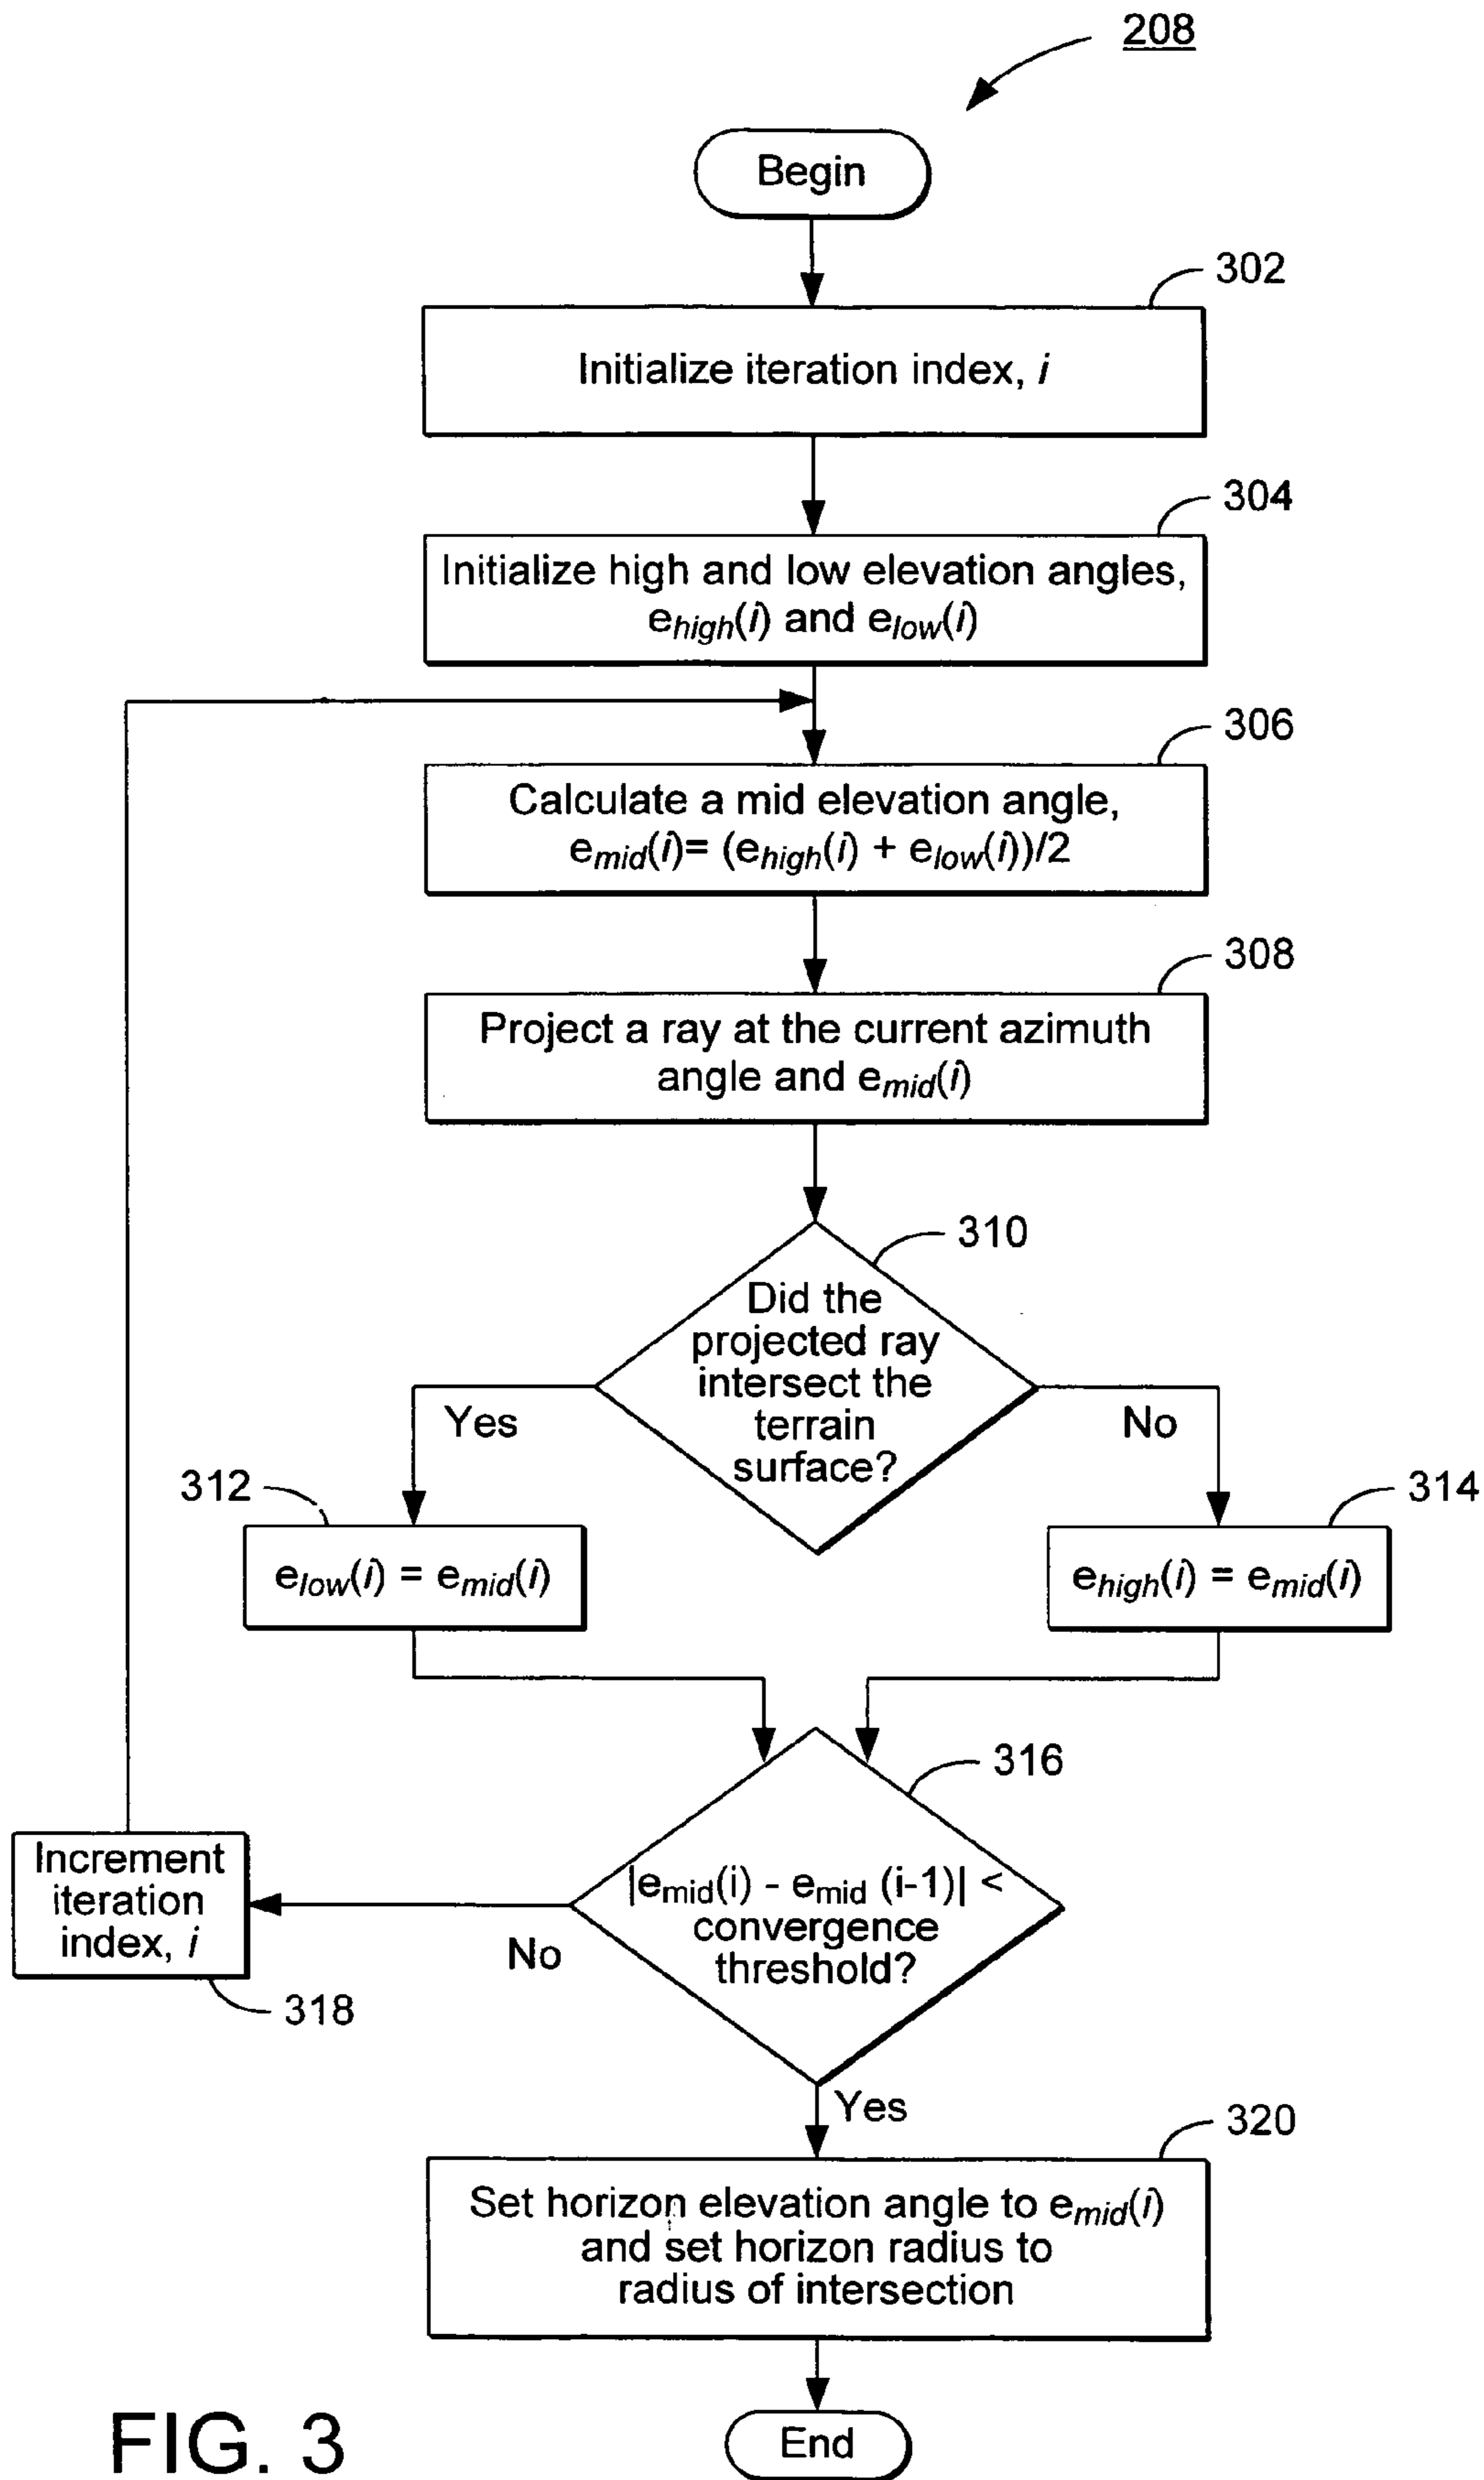 208
Begin
302
Initialize iteration index, i
304
Initialize high and low elevation angles,
ehigh(i) and elow(i)
306
Calculate a mid elevation angle,
emid(i)= (ehigh(i) + elow(i))/2
308
Project a ray at the current azimuth
angle and emid(i)
310
Did the
projected ray
intersect the
terrain
surface?
Yes
No
312
314
elow(i) = emid(i)
ehigh(i) = emid(i)
316
|emid(i) - emid (i-1)| <
convergence
threshold?
Increment
iteration
index, i
No
318
Yes
320
Set horizon elevation angle to emid(i)
and set horizon radius to
radius of intersection
End
FIG. 3